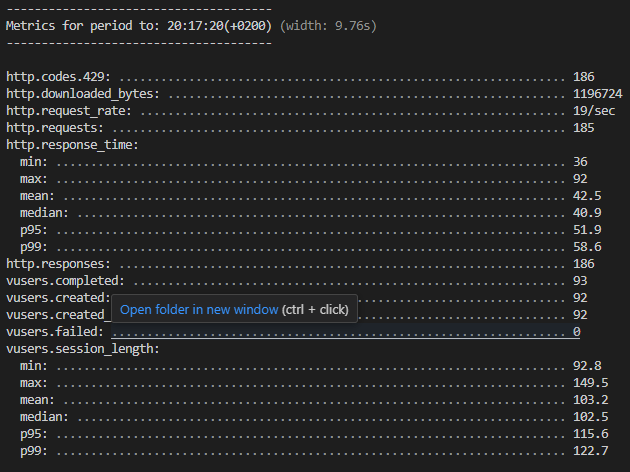 --------------------------------------
Metrics for period to: 20:17:20(+0200) (width: 9.76s)
--------------------------------------
http.codes.429: ................................................................ 186
http.downloaded_bytes: ......................................................... 1196724
http.request_rate: ............................................................. 19/sec
http.requests: ................................................................. 185
http.response_time:
  min: ......................................................................... 36
  max: ......................................................................... 92
  mean: ........................................................................ 42.5
  median: ...................................................................... 40.9
  p95: ......................................................................... 51.9
  p99: ......................................................................... 58.6
http.responses: ................................................................ 186
vusers.completed: .............................................................. 93
vusers.created: ................................................................ 92
Open folder in new window (ctrl + click)
vusers.created_ ................................................................ 92
vusers.failed: ................................................................. 0
vusers.session_length:
  min: ......................................................................... 92.8
  max: ......................................................................... 149.5
  mean: ........................................................................ 103.2
  median: ...................................................................... 102.5
  p95: ......................................................................... 115.6
  p99: ......................................................................... 122.7